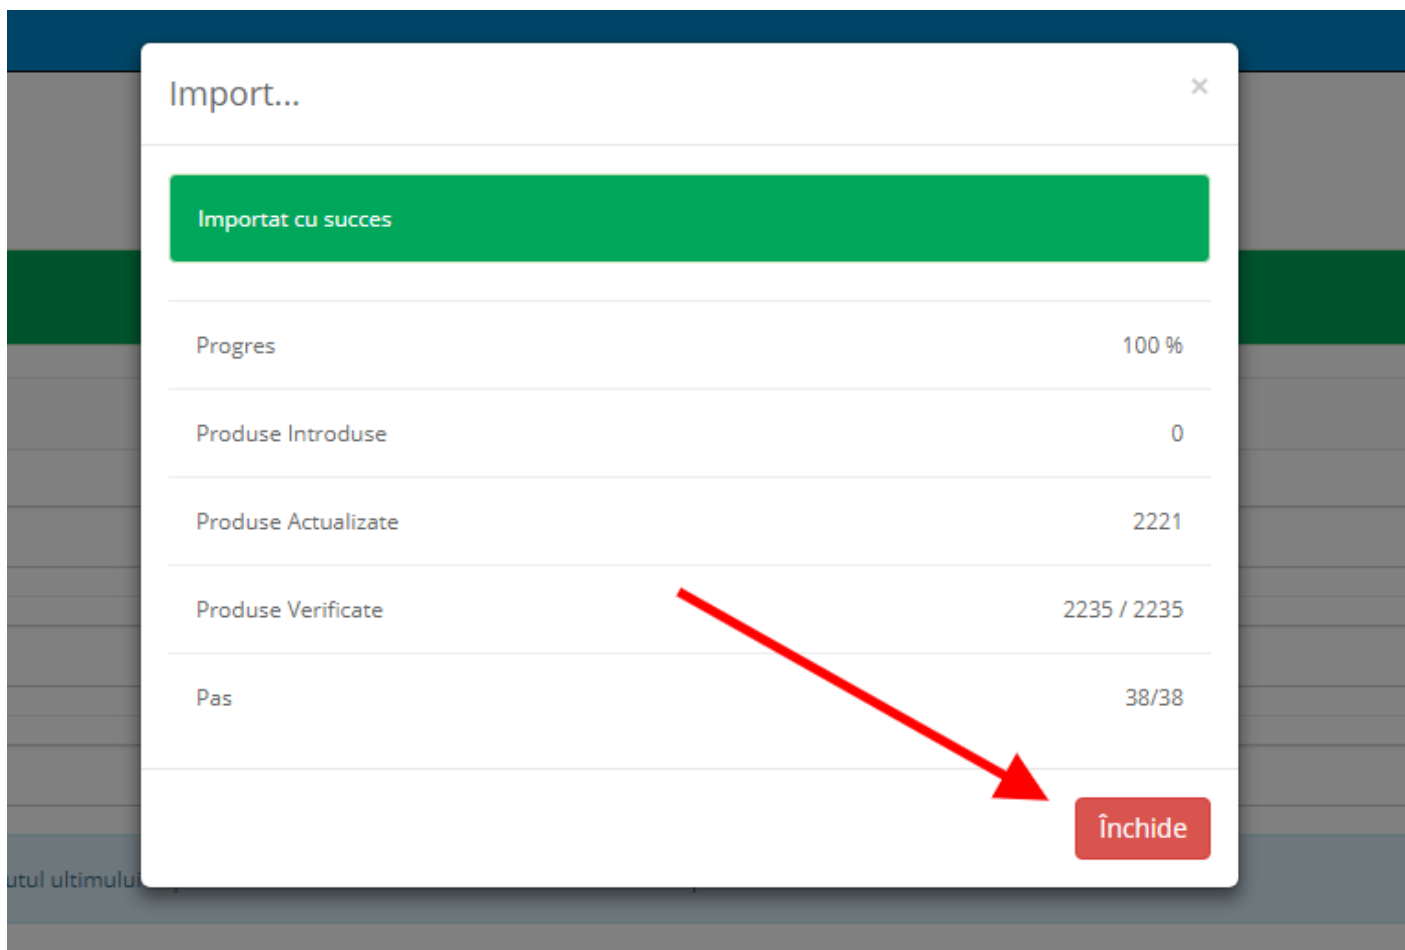 Import...
×
Importat cu succes
Progres 100 %
Produse Introduse 0
Produse Actualizate 2221
Produse Verificate 2235 / 2235
Pas 38/38
Închide
ultimului